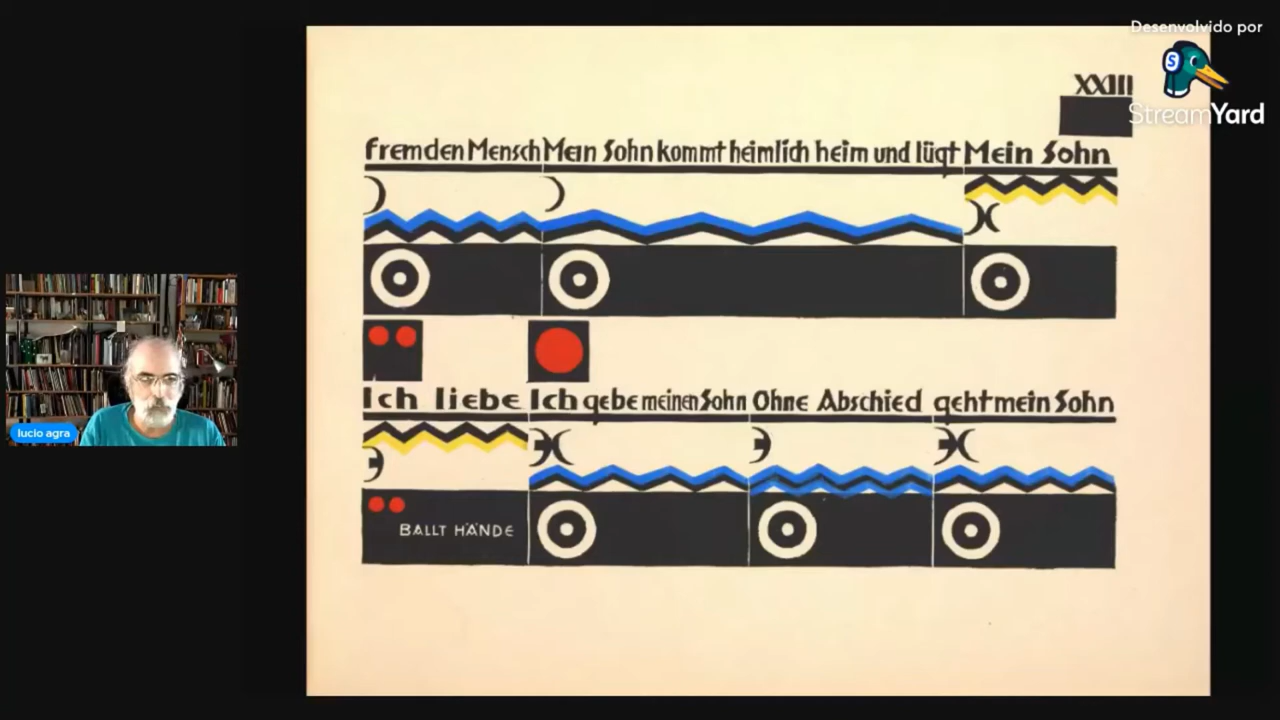 Desenvolvido por
StreamYard
XXIII
fremden Mensch Mein Sohn kommt heimlich heim und lügt Mein Sohn
Ich liebe Ich gebe meinen Sohn Ohne Abschied geht mein Sohn
BALLT HÄNDE
lucio agra